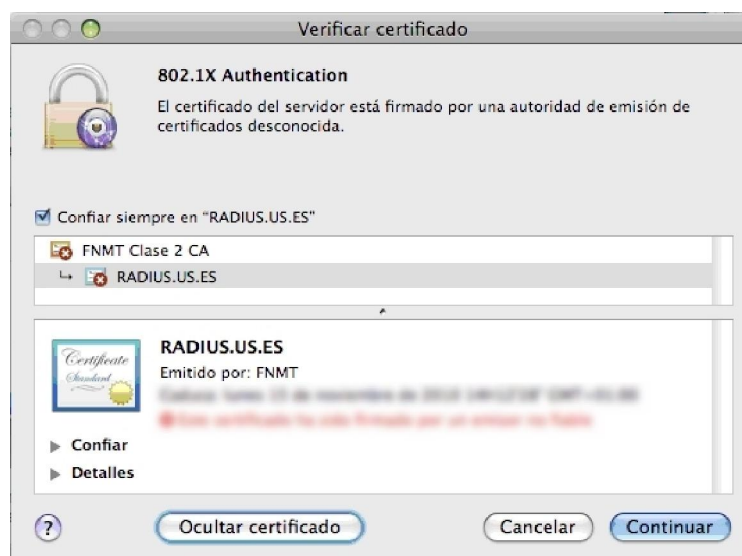 Verificar certificado
802.1X Authentication
El certificado del servidor está firmado por una autoridad de emisión de
certificados desconocida.
Confiar siempre en “RADIUS.US.ES”
FNMT Clase 2 CA
RADIUS.US.ES
Certificate
Standard
RADIUS.US.ES
Emitido por: FNMT
Confiar
Detalles
?
Ocultar certificado
Cancelar
Continuar